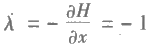 λ̇ = − ∂H/∂x = − 1